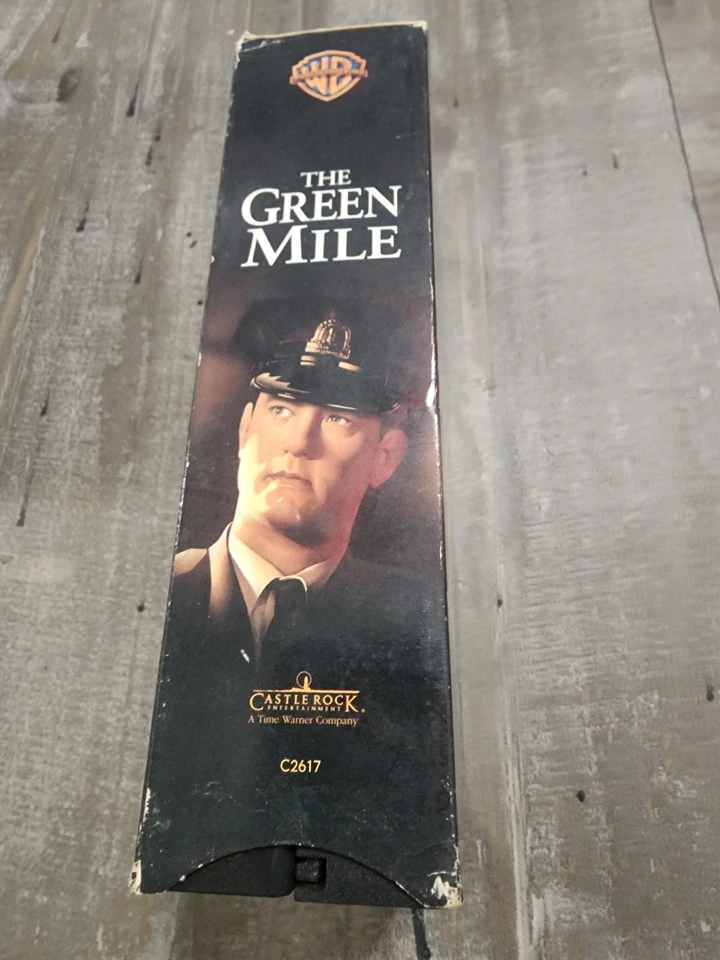 WB
THE
GREEN
MILE
CASTLE ROCK
ENTERTAINMENT®
A Time Warner Company
C2617